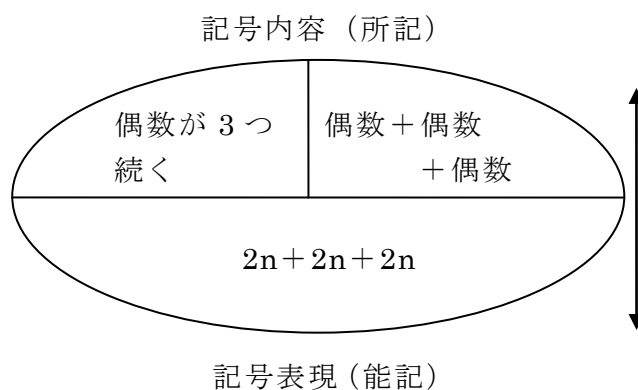 記号内容（所記）
偶数が 3 つ
続く
偶数＋偶数
＋偶数
2n＋2n＋2n
記号表現（能記）